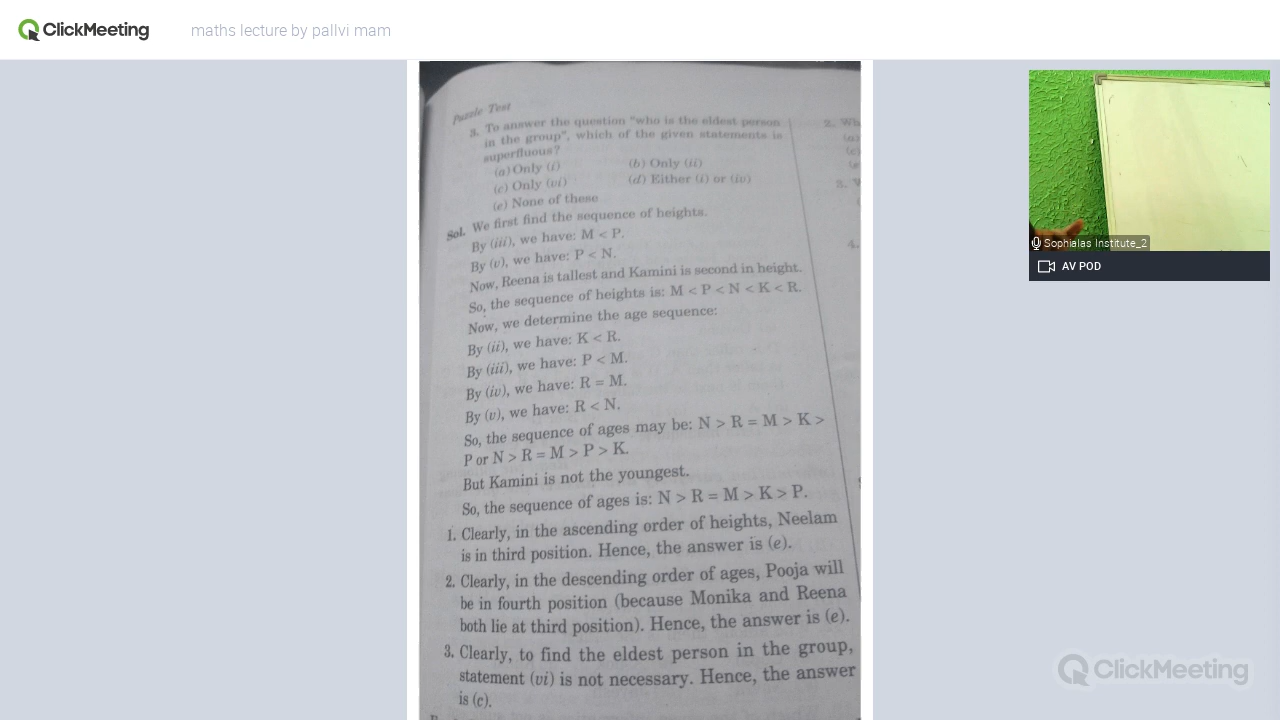 ClickMeeting
maths lecture by pallvi mam
Puzzle Test
3. To answer the question "who is the eldest person
in the group", which of the given statements is
superfluous?
(a) Only (i) (b) Only (ii)
(c) Only (vi) (d) Either (i) or (iv)
(e) None of these
Sol. We first find the sequence of heights.
By (iii), we have: M < P.
By (v), we have: P < N.
Now, Reena is tallest and Kamini is second in height.
So, the sequence of heights is: M < P < N < K < R.
Now, we determine the age sequence:
By (ii), we have: K < R.
By (iii), we have: P < M.
By (iv), we have: R = M.
By (v), we have: R < N.
So, the sequence of ages may be: N > R = M > K >
P or N > R = M > P > K.
But Kamini is not the youngest.
So, the sequence of ages is: N > R = M > K > P.
1. Clearly, in the ascending order of heights, Neelam
is in third position. Hence, the answer is (e).
2. Clearly, in the descending order of ages, Pooja will
be in fourth position (because Monika and Reena
both lie at third position). Hence, the answer is (e).
3. Clearly, to find the eldest person in the group,
statement (vi) is not necessary. Hence, the answer
is (c).
2. Wh
(a)
(c)
(e
3. W
4.
Sophialas Institute_2
AV POD
ClickMeeting